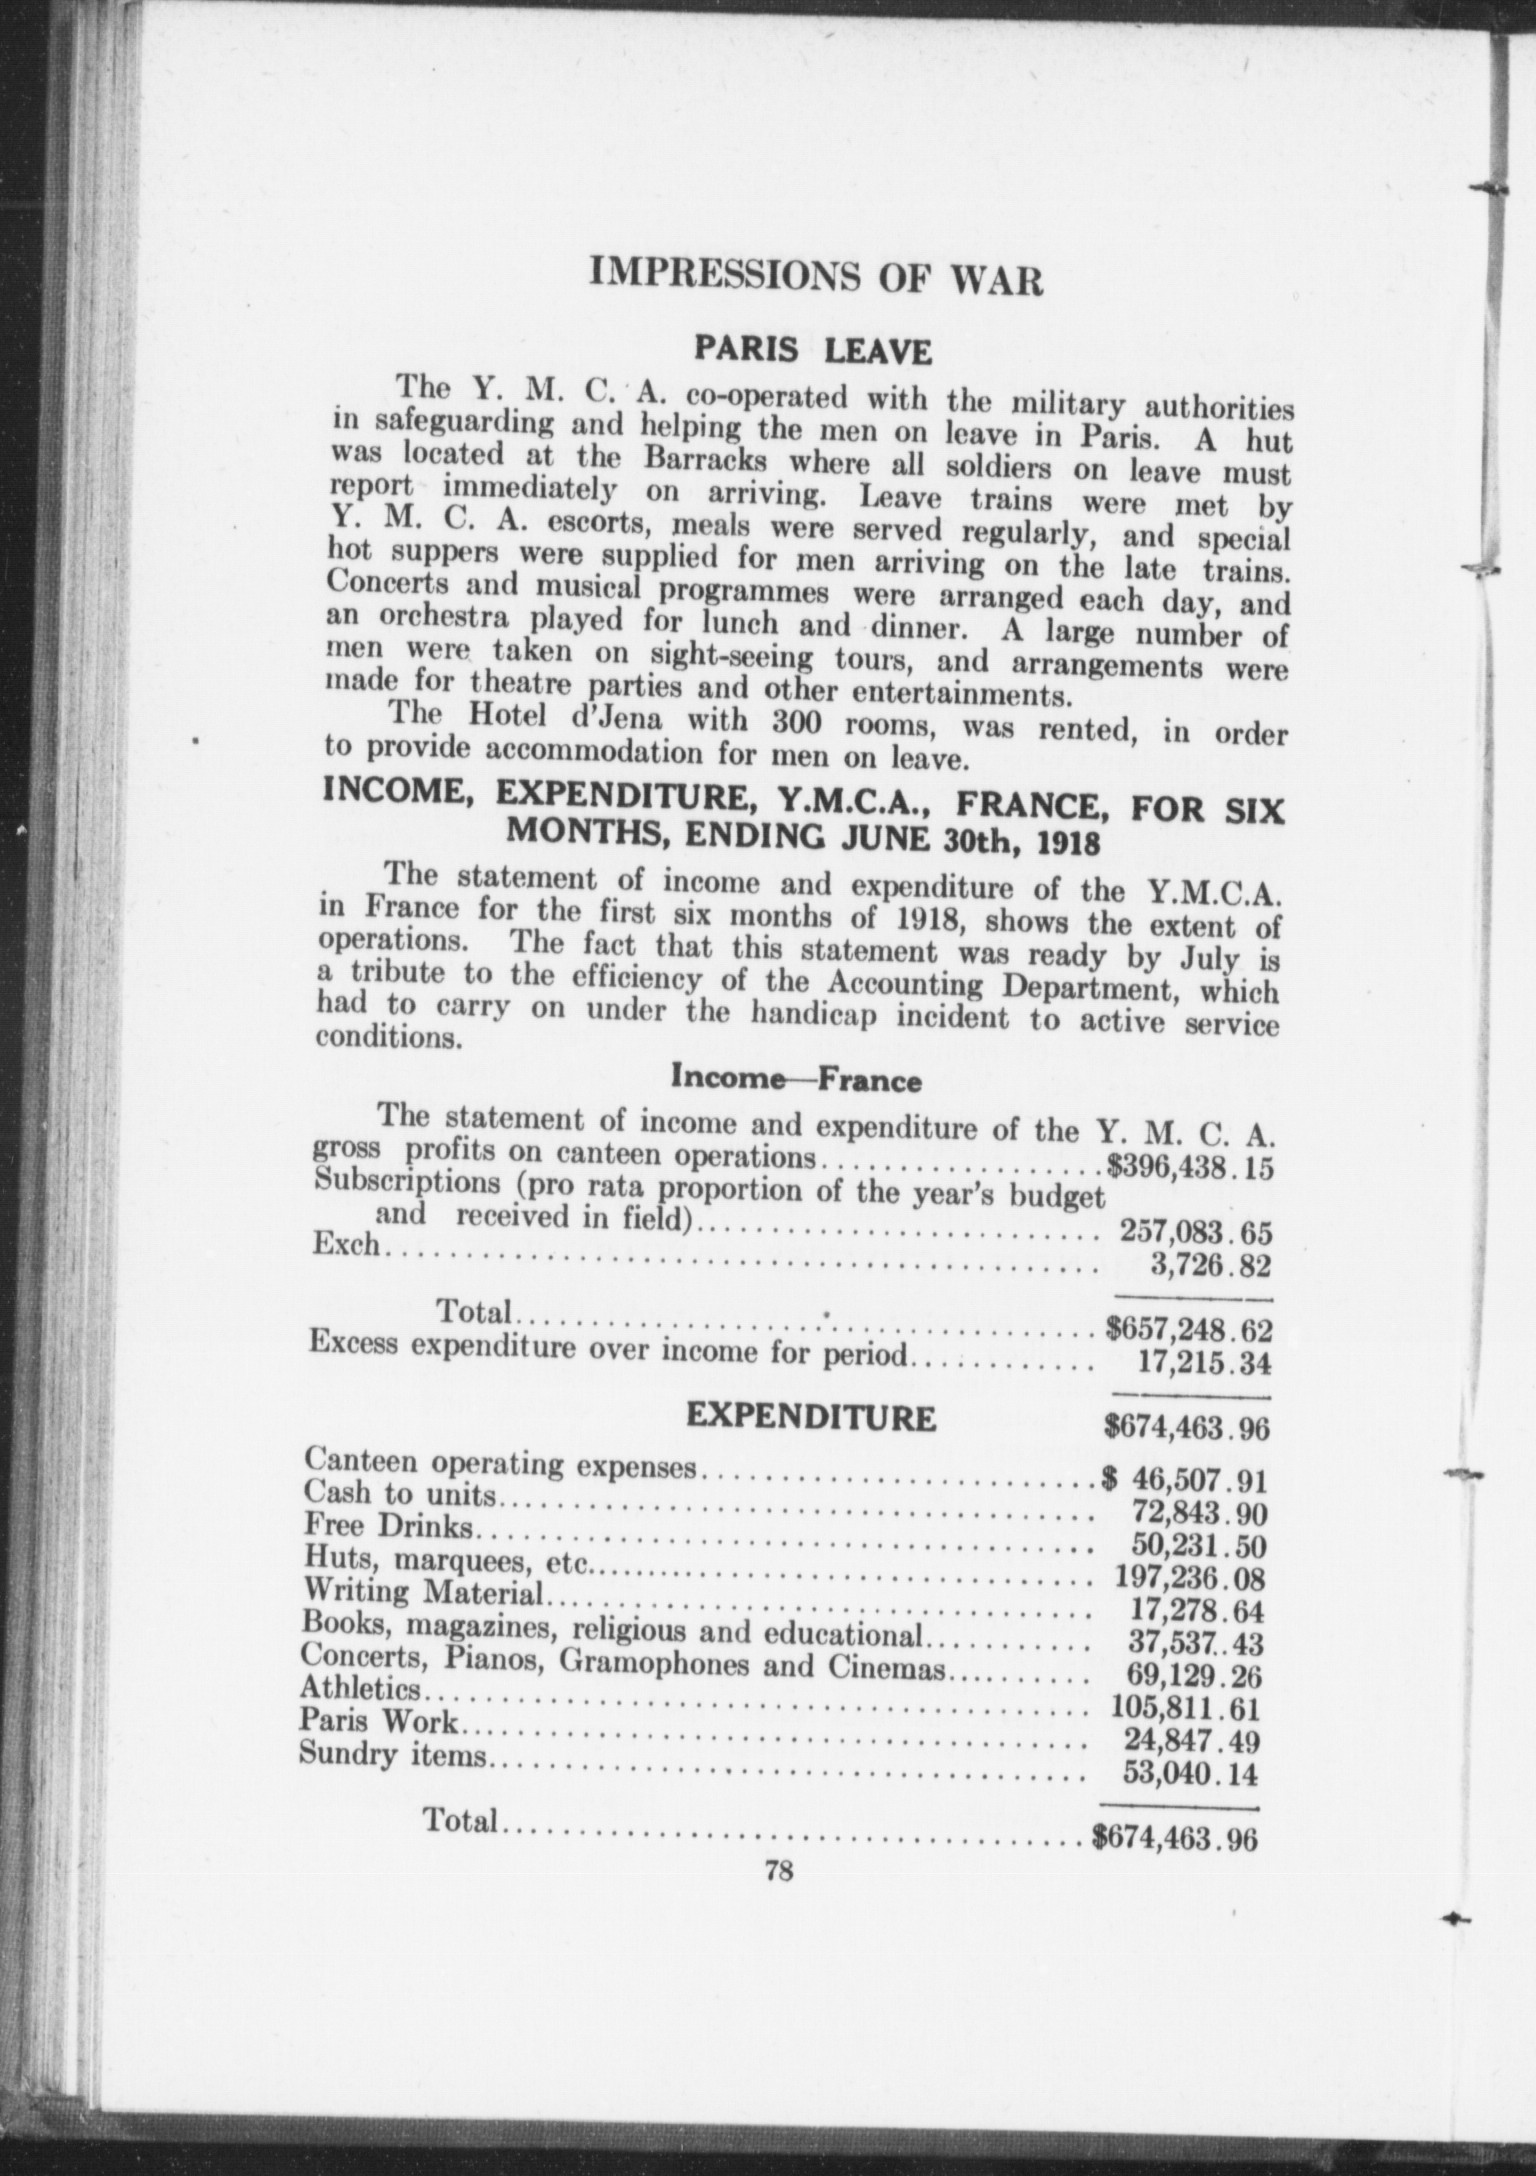 IMPRESSIONS OF WAR
PARIS LEAVE
The Y. M. C. A. co-operated with the military authorities
in safeguarding and helping the men on leave in Paris. A hut
was located at the Barracks where all soldiers on leave must
report immediately on arriving. Leave trains were met by
Y. M. C. A. escorts, meals were served regularly, and special
hot suppers were supplied for men arriving on the late trains.
Concerts and musical programmes were arranged each day, and
an orchestra played for lunch and dinner. A large number of
men were taken on sight-seeing tours, and arrangements were
made for theatre parties and other entertainments.
The Hotel d'Jena with 300 rooms, was rented, in order
to provide accommodation for men on leave.
INCOME, EXPENDITURE, Y.M.C.A., FRANCE, FOR SIX
MONTHS, ENDING JUNE 30th, 1918
The statement of income and expenditure of the Y.M.C.A.
in France for the first six months of 1918, shows the extent of
operations. The fact that this statement was ready by July is
a tribute to the efficiency of the Accounting Department, which
had to carry on under the handicap incident to active service
conditions.
Income—France
The statement of income and expenditure of the Y. M. C. A.
gross profits on canteen operations..................$396,438.15
Subscriptions (pro rata proportion of the year's budget
and received in field).......................... 257,083.65
Exch.............................................. 3,726.82
Total.....................................$657,248.62
Excess expenditure over income for period............ 17,215.34
EXPENDITURE $674,463.96
Canteen operating expenses.........................$ 46,507.91
Cash to units...................................... 72,843.90
Free Drinks........................................ 50,231.50
Huts, marquees, etc................................. 197,236.08
Writing Material................................... 17,278.64
Books, magazines, religious and educational........... 37,537..43
Concerts, Pianos, Gramophones and Cinemas.......... 69,129.26
Athletics.......................................... 105,811.61
Paris Work........................................ 24,847.49
Sundry items...................................... 53,040.14
Total.....................................$674,463.96
78